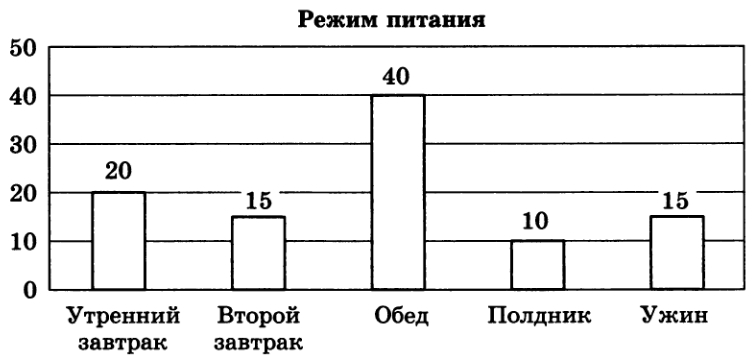 Режим питания
50
40
30
20
10
0
20
15
40
10
15
Утренний завтрак
Второй завтрак
Обед
Полдник
Ужин